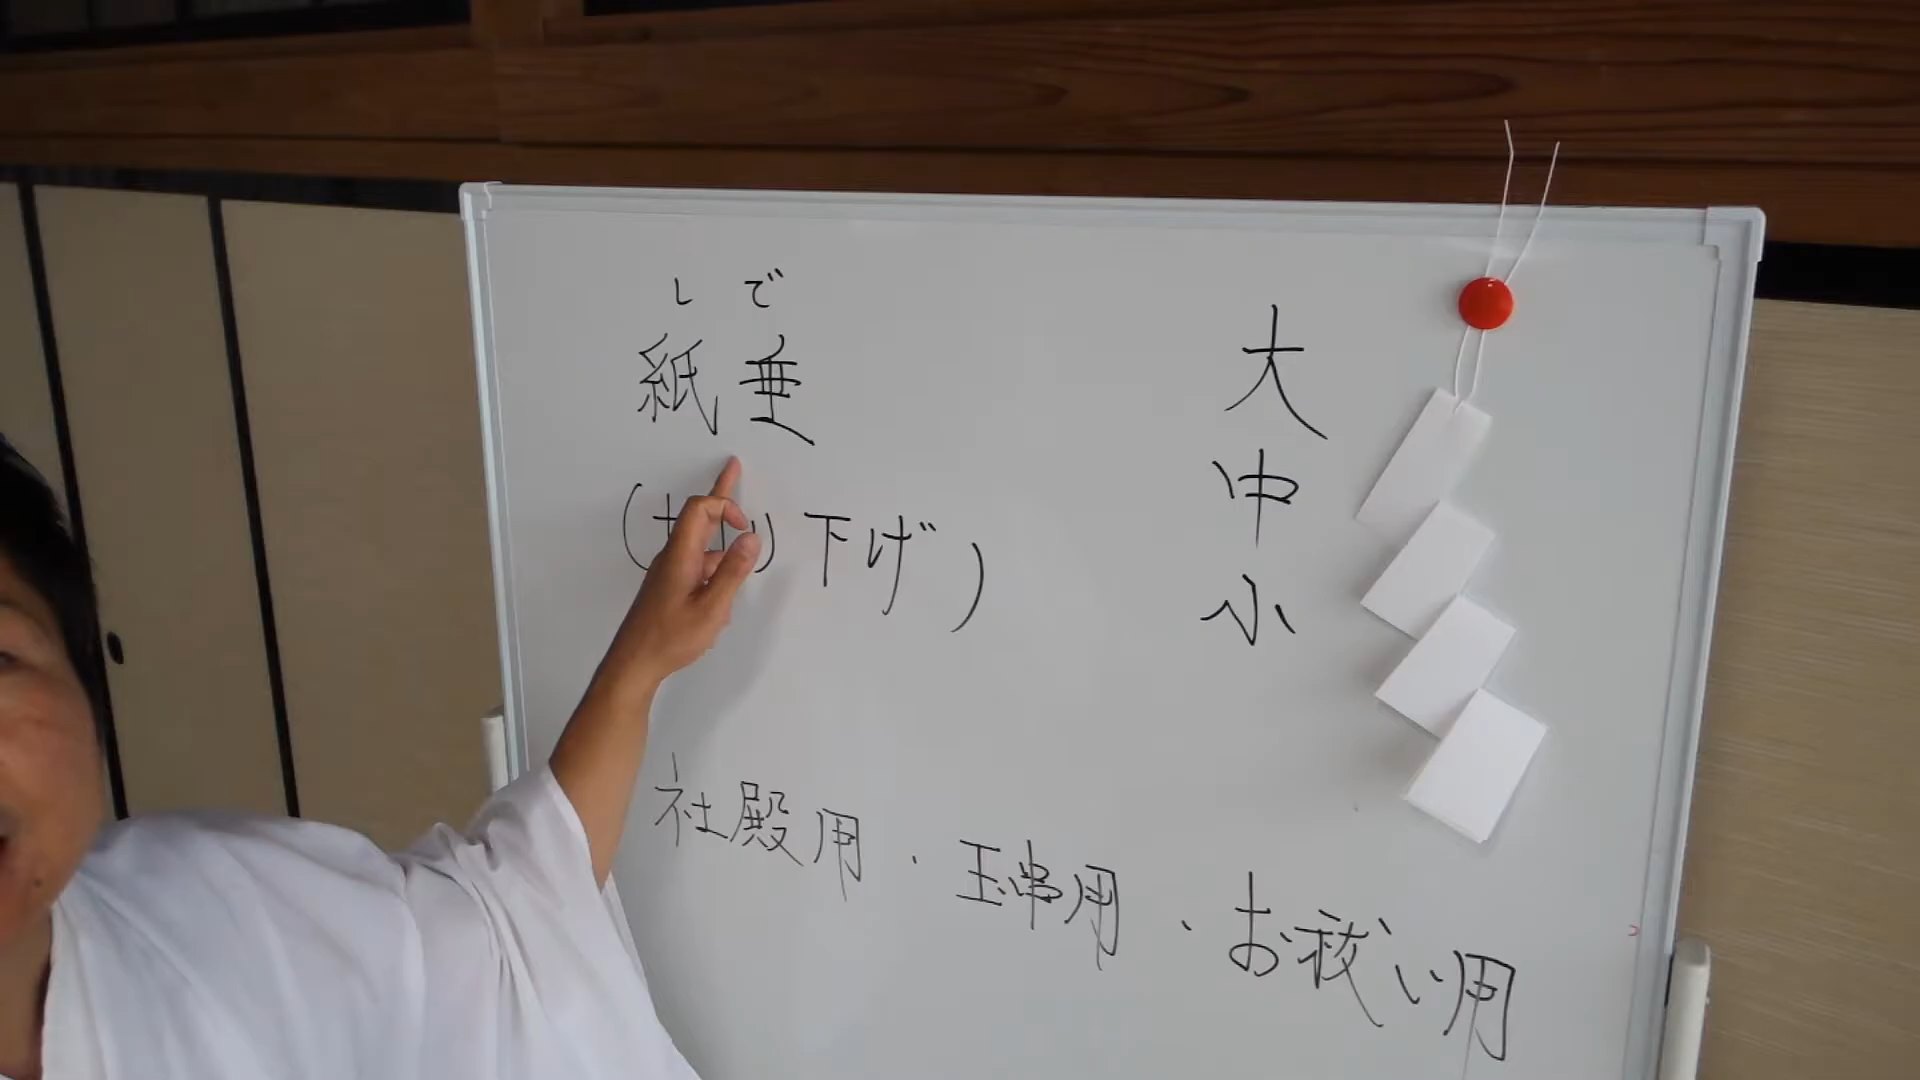 しで
紙垂
( り下げ)
大
中
小
社殿用・玉串用・お祓い用